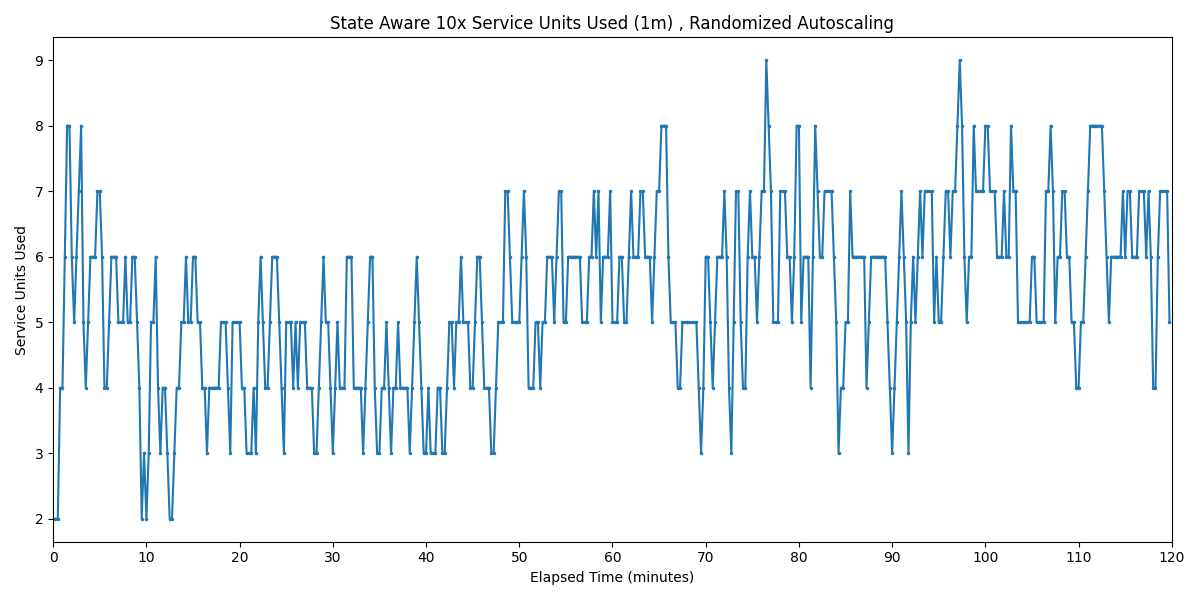 State Aware 10x Service Units Used (1m) , Randomized Autoscaling
Service Units Used
9
8
7
6
5
4
3
2
0 10 20 30 40 50 60 70 80 90 100 110 120
Elapsed Time (minutes)